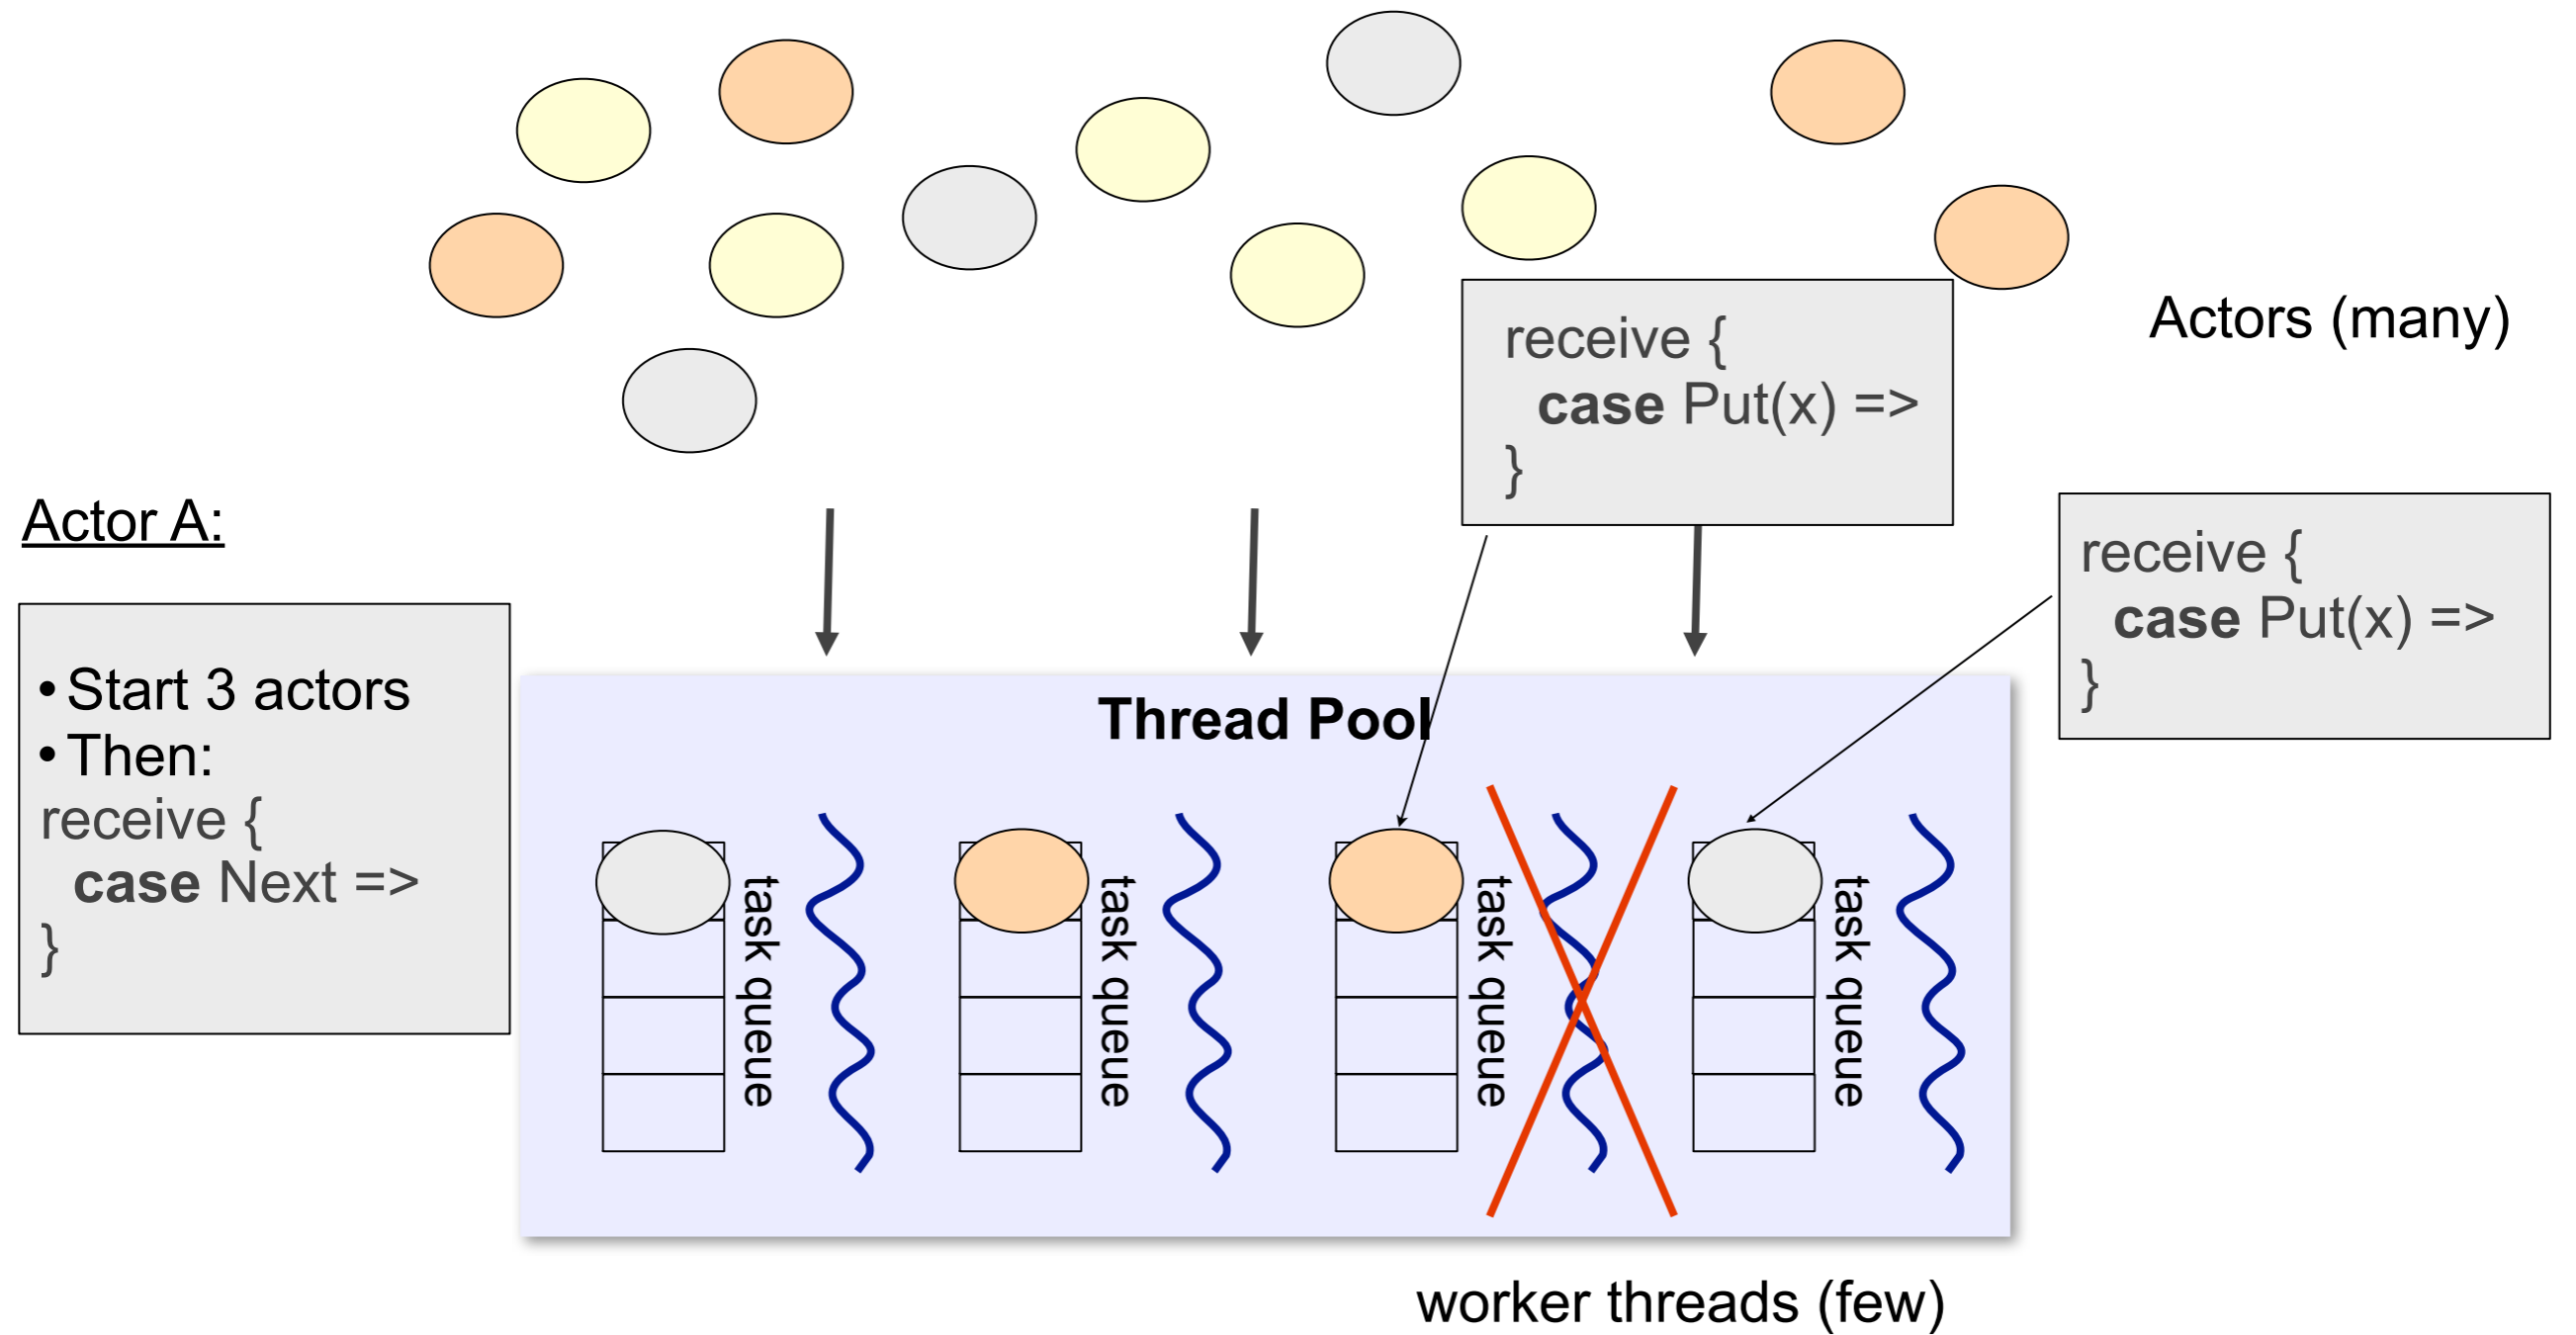 Actors (many)
receive {
case Put(x) =>
}
Actor A:
receive {
case Put(x) =>
}
• Start 3 actors
• Then:
receive {
case Next =>
}
Thread Pool
task queue
task queue
task queue
task queue
worker threads (few)